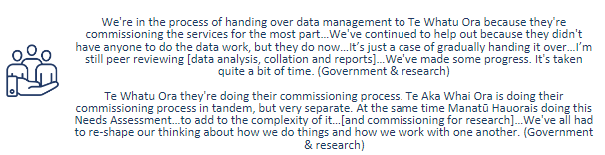 We're in the process of handing over data management to Te Whatu Ora because they're
commissioning the services for the most part...We've continued to help out because they didn't
have anyone to do the data work, but they do now...It's just a case of gradually handing it over...I'm
still peer reviewing [data analysis, collation and reports]...We've made some progress. It's taken
quite a bit of time. (Government & research)
Te Whatu Ora they're doing their commissioning process. Te Aka Whai Ora is doing their
commissioning process in tandem, but very separate. At the same time Manatū Hauorais doing this
Needs Assessment...to add to the complexity of it...[and commissioning for research]...We've all had
to re-shape our thinking about how we do things and how we work with one another. (Government
& research)